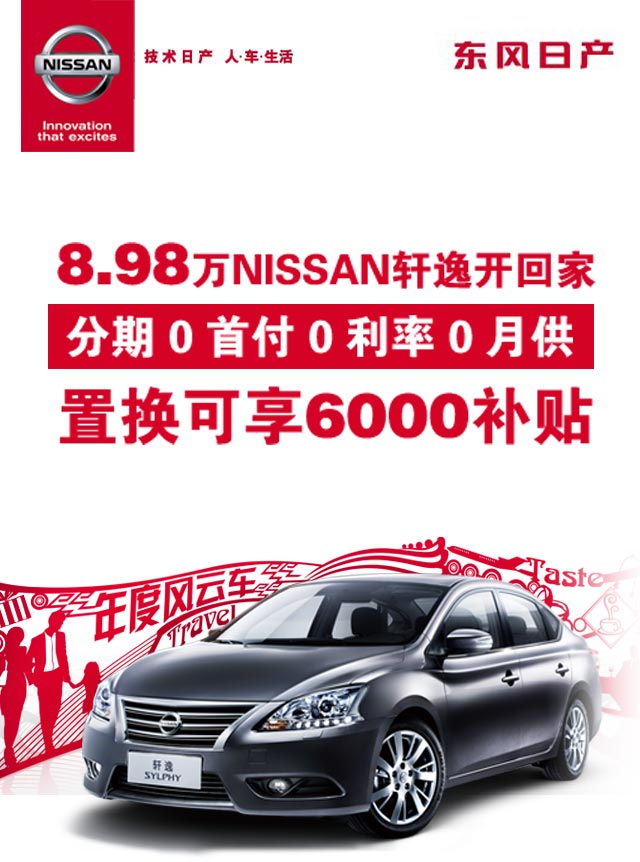 NISSAN
Innovation
that excites
技术日产 人·车·生活
东风日产
8.98万NISSAN轩逸开回家
分期0首付0利率0月供
置换可享6000补贴
年度风云车
Travel
Taste
轩逸
SYLPHY